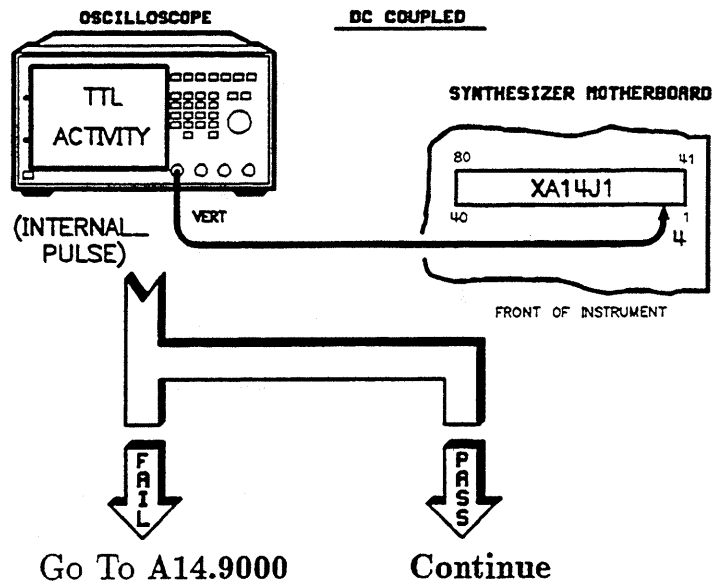 OSCILLOSCOPE
DC COUPLED
TTL
ACTIVITY
SYNTHESIZER MOTHERBOARD
80
41
XA14J1
40
1
4
VERT
(INTERNAL_
PULSE)
FRONT OF INSTRUMENT
FAIL
PASS
Go To A14.9000
Continue